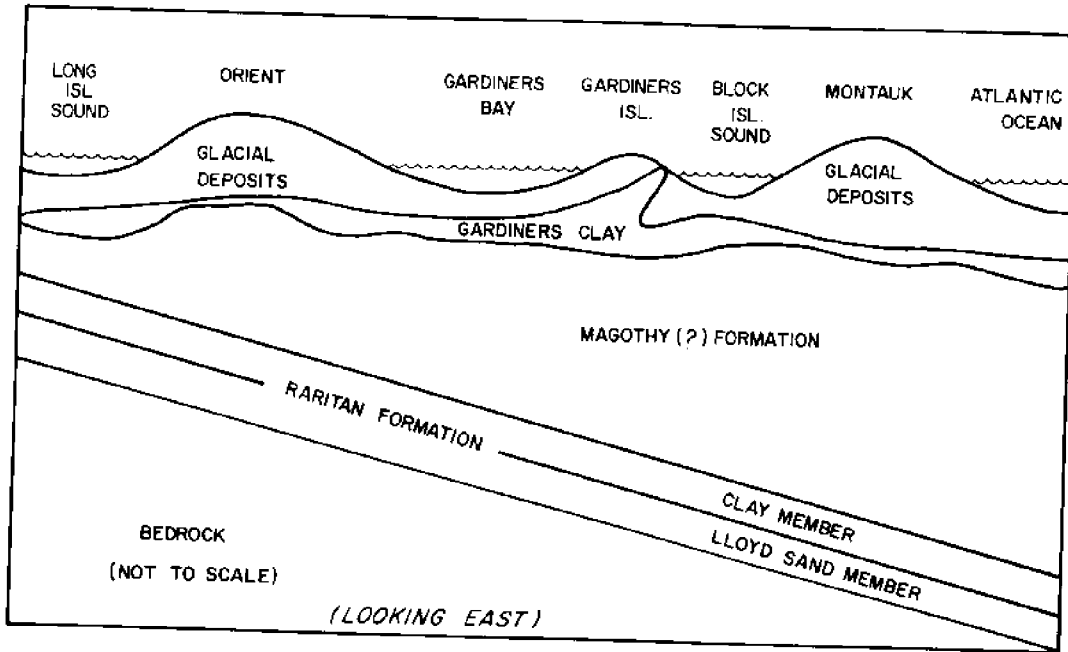 LONG
ISL
SOUND
ORIENT
GARDINERS
BAY
GARDINERS
ISL.
BLOCK
ISL.
SOUND
MONTAUK
ATLANTIC
OCEAN
GLACIAL
DEPOSITS
GLACIAL
DEPOSITS
GARDINERS CLAY
MAGOTHY (?) FORMATION
RARITAN FORMATION
CLAY MEMBER
LLOYD SAND MEMBER
BEDROCK
(NOT TO SCALE)
(LOOKING EAST)